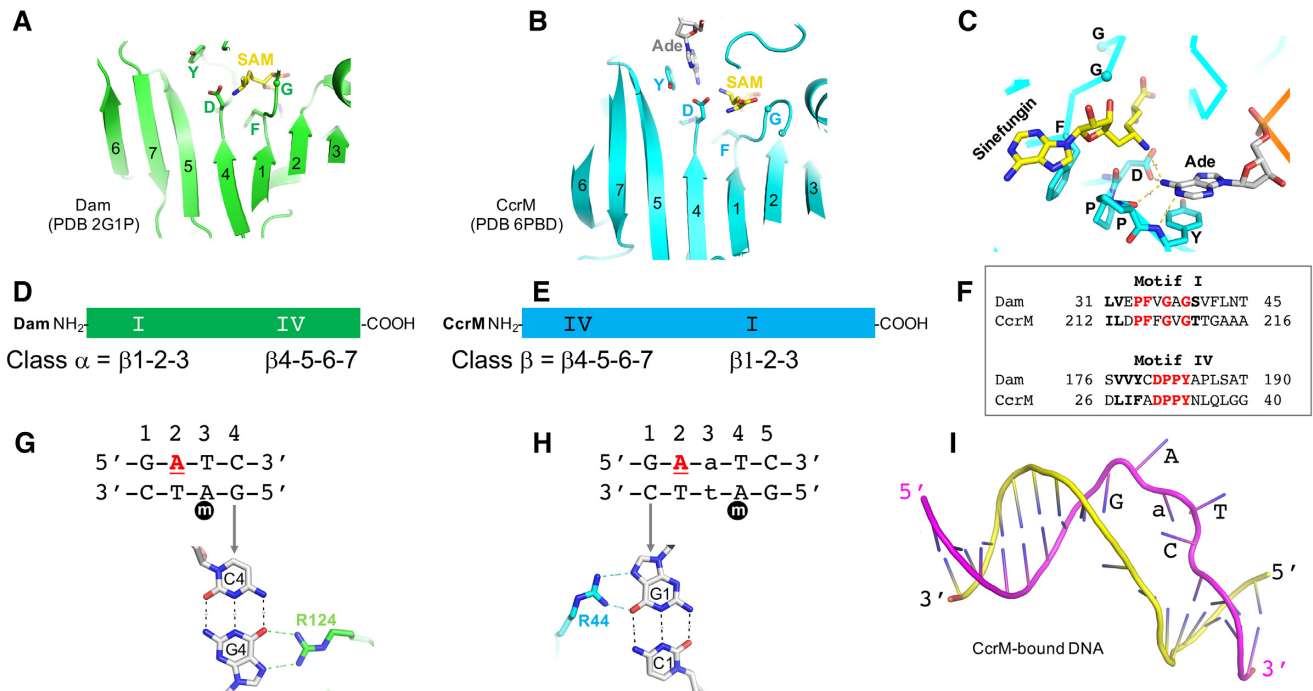 A
Y
SAM
G
D
F
6
7
5
4
1
2
3
Dam
(PDB 2G1P)
B
Ade
Y
SAM
D
G
F
6
7
5
4
1
2
3
CcrM
(PDB 6PBD)
C
G
G
Sinefungin
F
Ade
D
P
P
Y
D
Dam NH₂- I IV -COOH
Class α = β1-2-3 β4-5-6-7
E
CcrM NH₂- IV I -COOH
Class β = β4-5-6-7 β1-2-3
F
Motif I
Dam 31 LVEPFVGAGSVFLNT 45
CcrM 212 ILDPFFGVGTTGAAA 216
Motif IV
Dam 176 SVVYCDPPYAPLSAT 190
CcrM 26 DLIFADPPYNLQLGG 40
G
1 2 3 4
5′-G-A-T-C-3′
3′-C-T-A-G-5′
m
C4
R124
G4
H
1 2 3 4 5
5′-G-A-a-T-C-3′
3′-C-T-t-A-G-5′
m
G1
R44
C1
I
5′
A
G
a
T
C
5′
3′
CcrM-bound DNA
3′